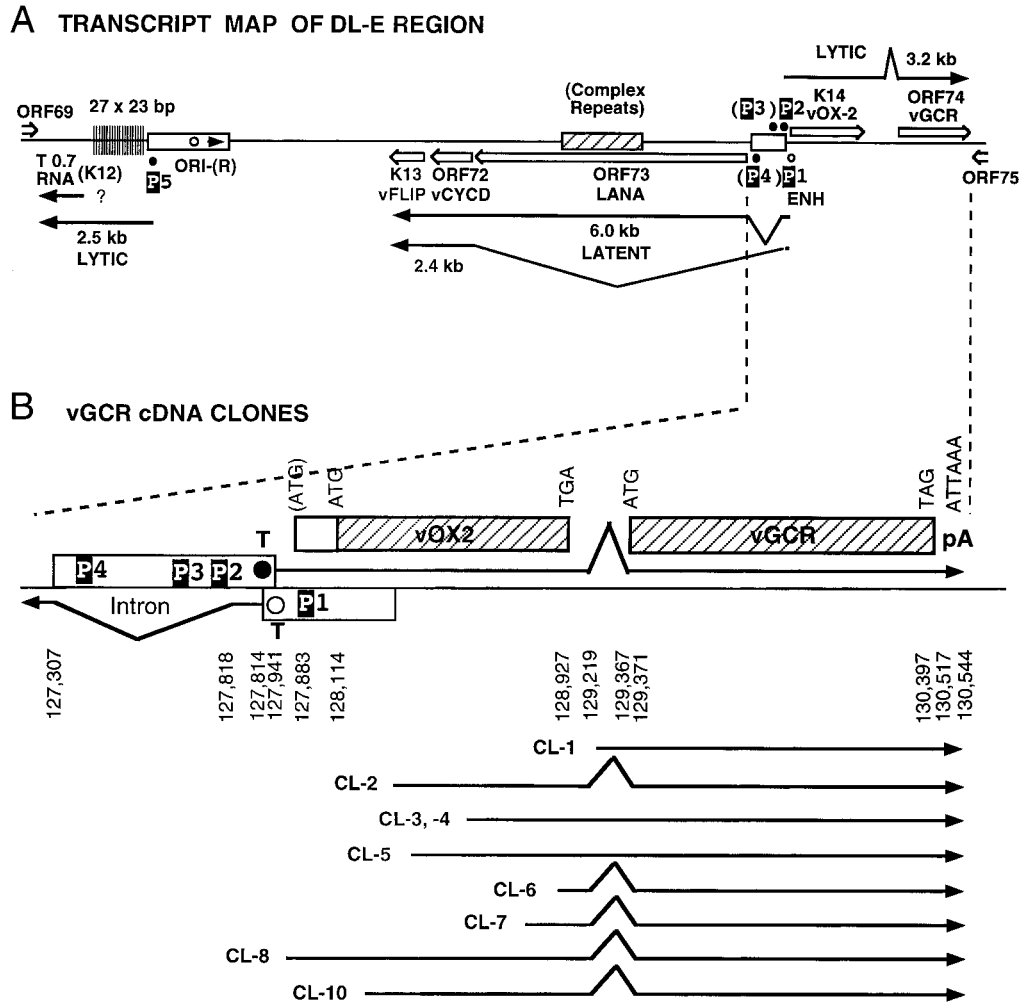 A TRANSCRIPT MAP OF DL-E REGION
LYTIC
3.2 kb
(Complex
Repeats)
ORF69
27 x 23 bp
(P3) P2
K14
vOX-2
ORF74
vGCR
T 0.7
RNA
(K12)
?
ORI-(R)
P5
K13
vFLIP
ORF72
vCYCD
ORF73
LANA
(P4) P1
ENH
ORF75
2.5 kb
LYTIC
6.0 kb
LATENT
2.4 kb
B vGCR cDNA CLONES
(ATG)
ATG
TGA
ATG
TAG
ATTAAA
vOX2
vGCR
pA
T
P4 P3 P2
Intron
P1
T
127,307
127,818
127,814
127,941
127,883
128,114
128,927
129,219
129,367
129,371
130,397
130,517
130,544
CL-1
CL-2
CL-3, -4
CL-5
CL-6
CL-7
CL-8
CL-10